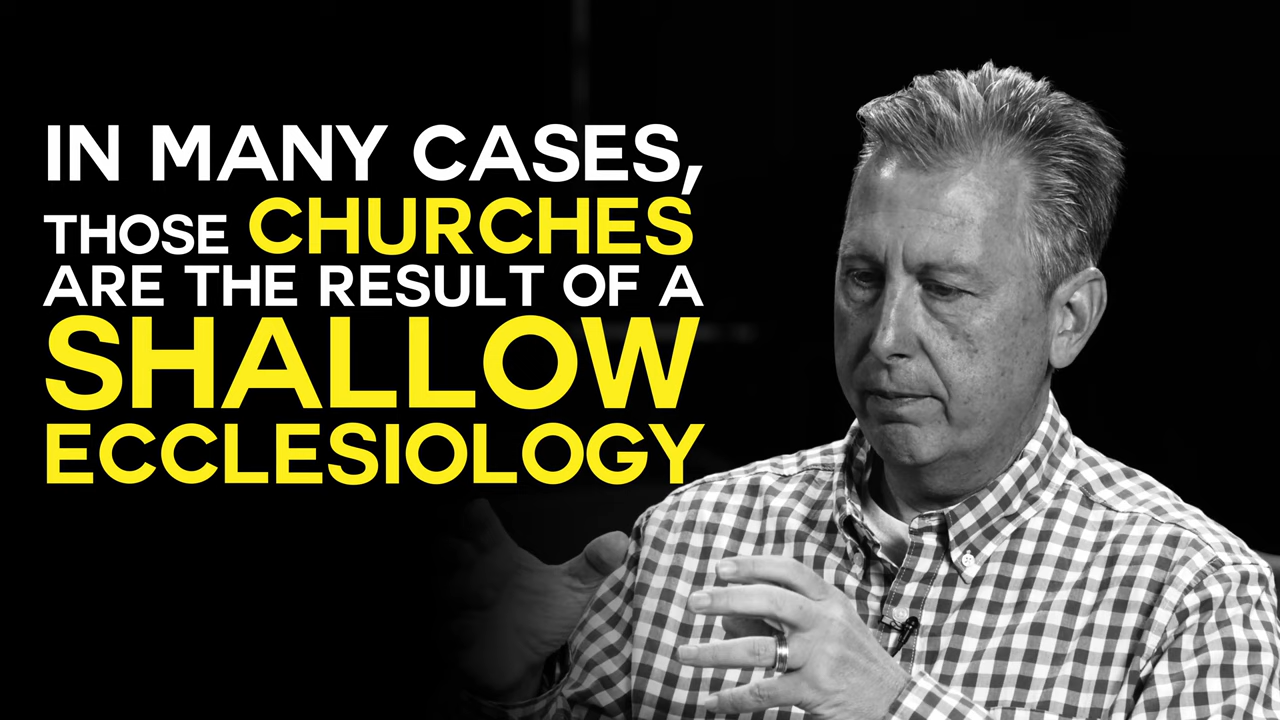 IN MANY CASES,
THOSE CHURCHES
ARE THE RESULT OF A
SHALLOW
ECCLESIOLOGY